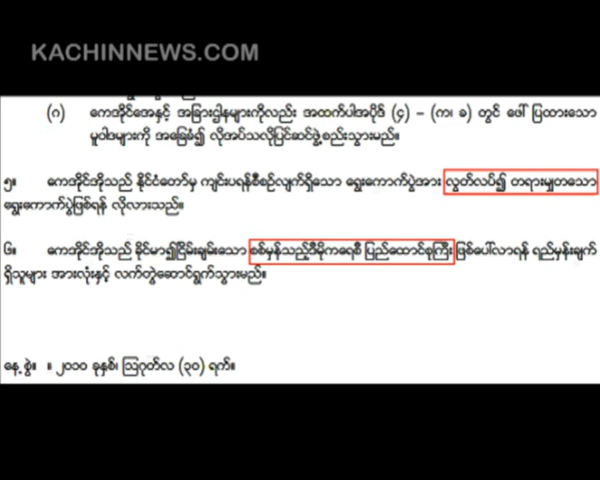 KACHINNEWS.COM
(ဂ) ကေအိုင်အေနှင့် အခြားဌာနများကိုလည်း အထက်ပါအပိုဒ် (၄) – (က၊ ခ) တွင် ဖော်ပြထားသော
မူဝါဒများကို အခြေခံ၍ လိုအပ်သလိုပြင်ဆင်ဖွဲ့စည်းသွားမည်။
၅။ ကေအိုင်အိုသည် နိုင်ငံတော်မှ ကျင်းပရန်စီစဉ်လျက်ရှိသော ရွေးကောက်ပွဲအား လွတ်လပ်၍ တရားမျှတသော
ရွေးကောက်ပွဲဖြစ်ရန် လိုလားသည်။
၆။ ကေအိုင်အိုသည် ခိုင်မာ၍ငြိမ်းချမ်းသော စစ်မှန်သည့်ဒီမိုကရေစီ ပြည်ထောင်စုကြီး ဖြစ်ပေါ်လာရန် ရည်မှန်းချက်
ရှိသူများ အားလုံးနှင့် လက်တွဲဆောင်ရွက်သွားမည်။
နေ့စွဲ။ ။ ၂၀၁၀ ခုနှစ်၊ ဩဂုတ်လ (၃၀) ရက်။